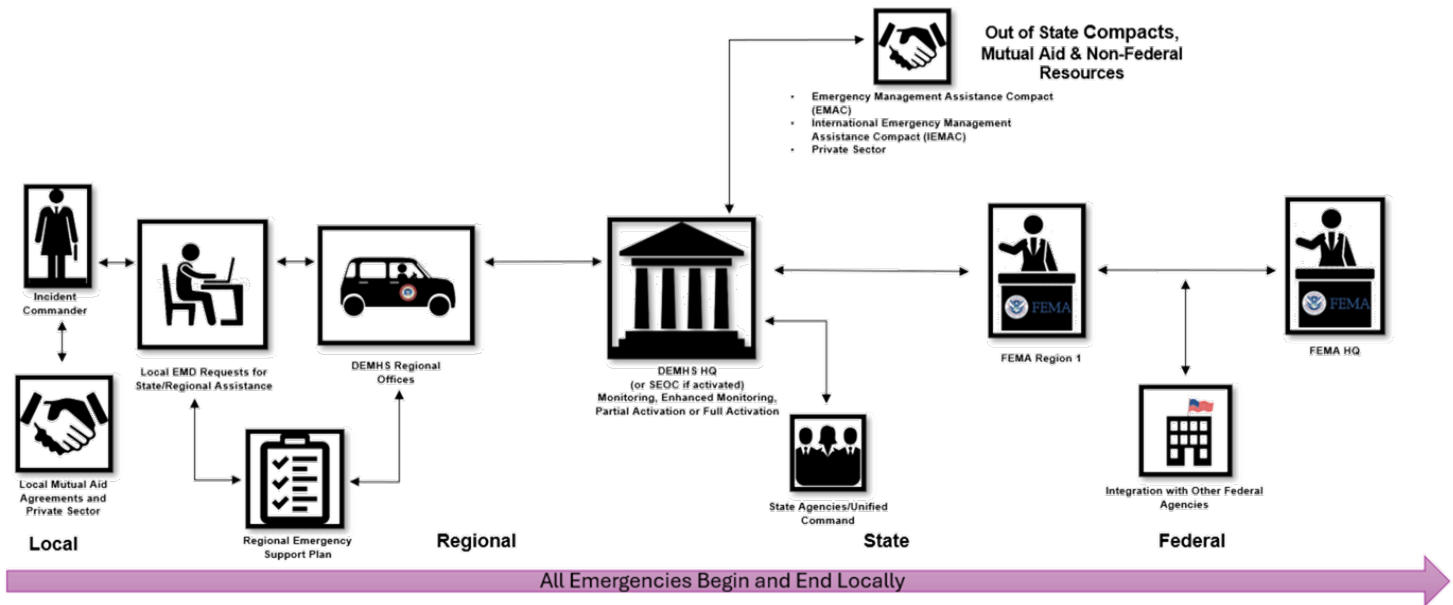 Out of State Compacts,
Mutual Aid & Non-Federal
Resources
• Emergency Management Assistance Compact
(EMAC)
• International Emergency Management
Assistance Compact (IEMAC)
• Private Sector
Incident
Commander
Local EMD Requests for
State/Regional Assistance
DEMHS Regional
Offices
DEMHS HQ
(or SEOC if activated)
Monitoring, Enhanced Monitoring,
Partial Activation or Full Activation
FEMA
FEMA Region 1
FEMA
FEMA HQ
Local Mutual Aid
Agreements and
Private Sector
Regional Emergency
Support Plan
State Agencies/Unified
Command
Integration with Other Federal
Agencies
Local
Regional
State
Federal
All Emergencies Begin and End Locally